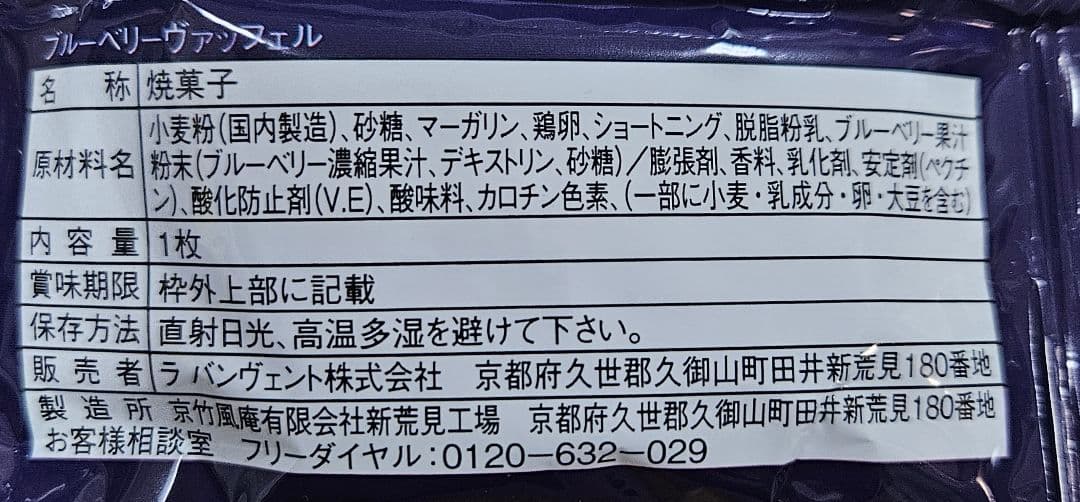 ブルーベリーヴァッフェル
名称 焼菓子
原材料名 小麦粉(国内製造)、砂糖、マーガリン、鶏卵、ショートニング、脱脂粉乳、ブルーベリー果汁
粉末(ブルーベリー濃縮果汁、デキストリン、砂糖)/膨張剤、香料、乳化剤、安定剤(ペクチ
ン)、酸化防止剤(V.E)、酸味料、カロチン色素、(一部に小麦・乳成分・卵・大豆を含む)
内容量 1枚
賞味期限 枠外上部に記載
保存方法 直射日光、高温多湿を避けて下さい。
販売者 ラ バンヴェント株式会社 京都府久世郡久御山町田井新荒見180番地
製造所 京竹風庵有限会社新荒見工場 京都府久世郡久御山町田井新荒見180番地
お客様相談室 フリーダイヤル:0120-632-029